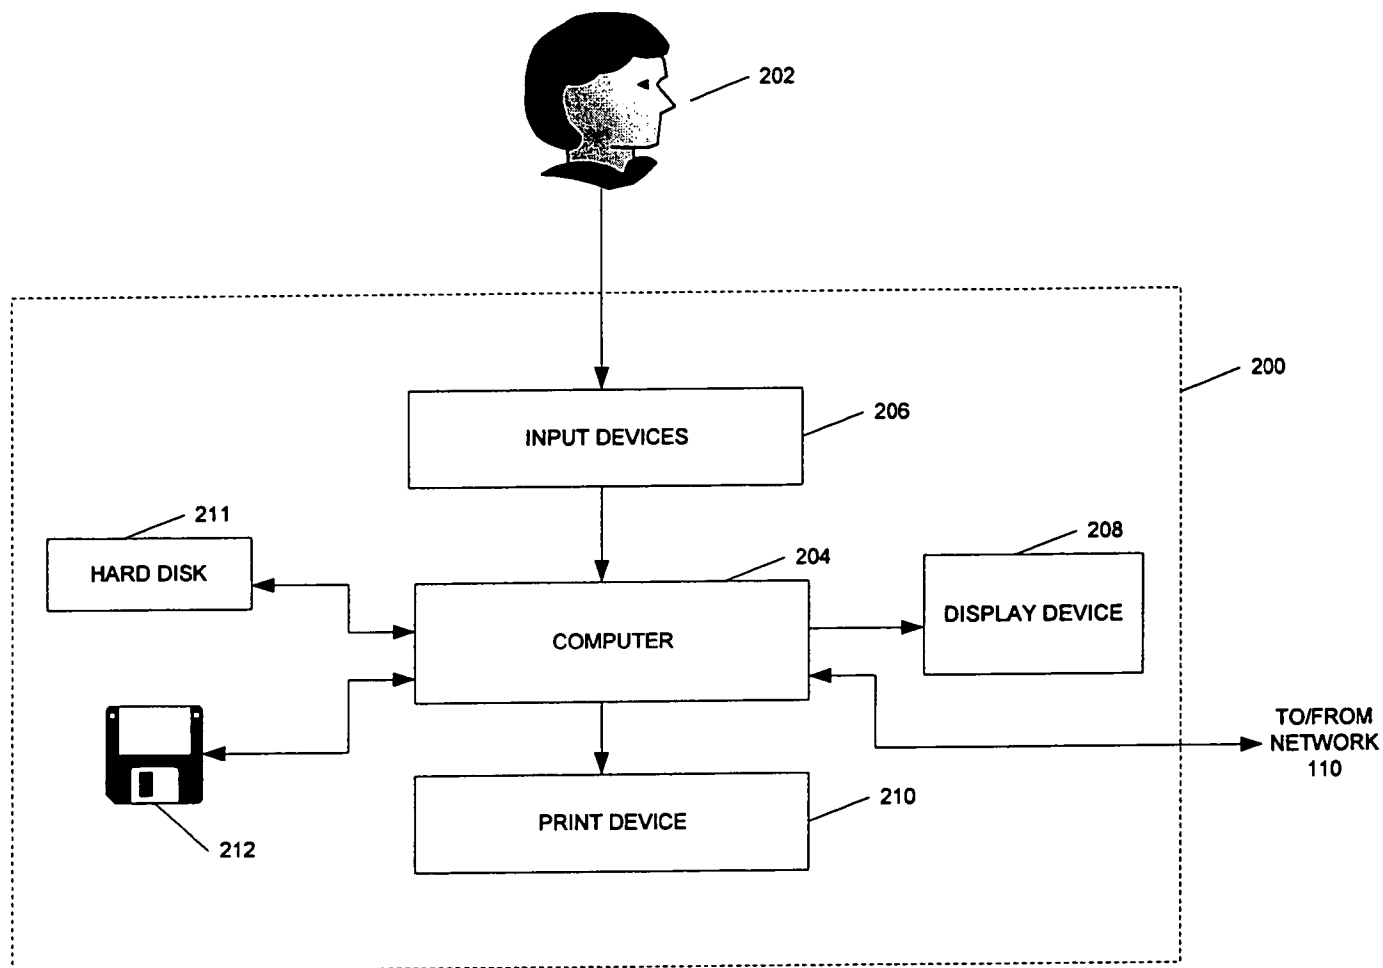 202
200
206
INPUT DEVICES
211
208
204
HARD DISK
DISPLAY DEVICE
COMPUTER
TO/FROM
NETWORK
110
210
PRINT DEVICE
212